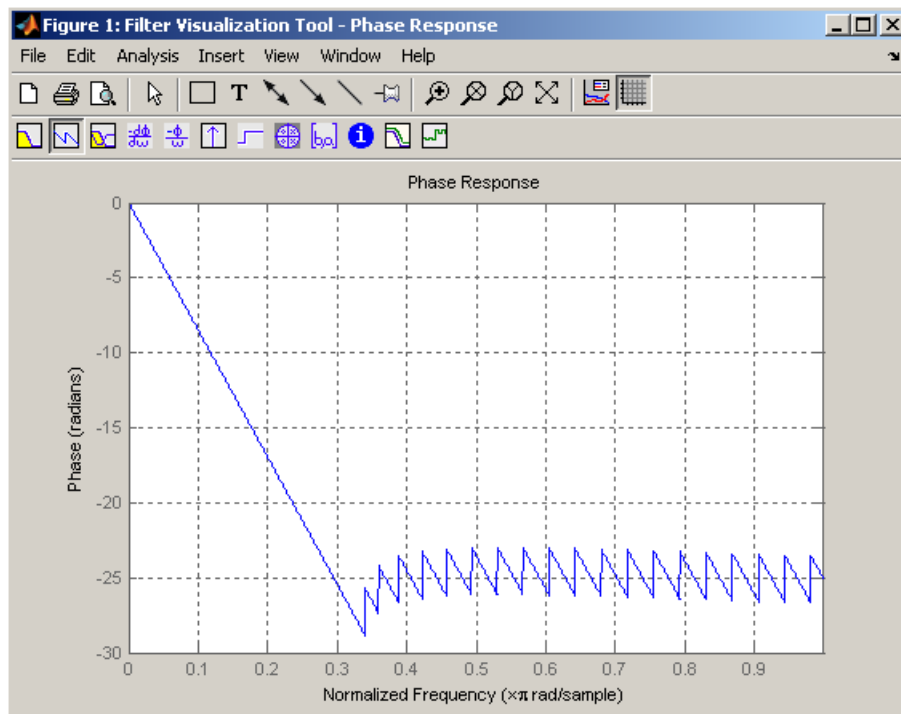 Figure 1: Filter Visualization Tool - Phase Response
File Edit Analysis Insert View Window Help
T
-dϕ/dω -ϕ/ω [b,a] i
Phase Response
Phase (radians)
0
-5
-10
-15
-20
-25
-30
0 0.1 0.2 0.3 0.4 0.5 0.6 0.7 0.8 0.9
Normalized Frequency (×π rad/sample)